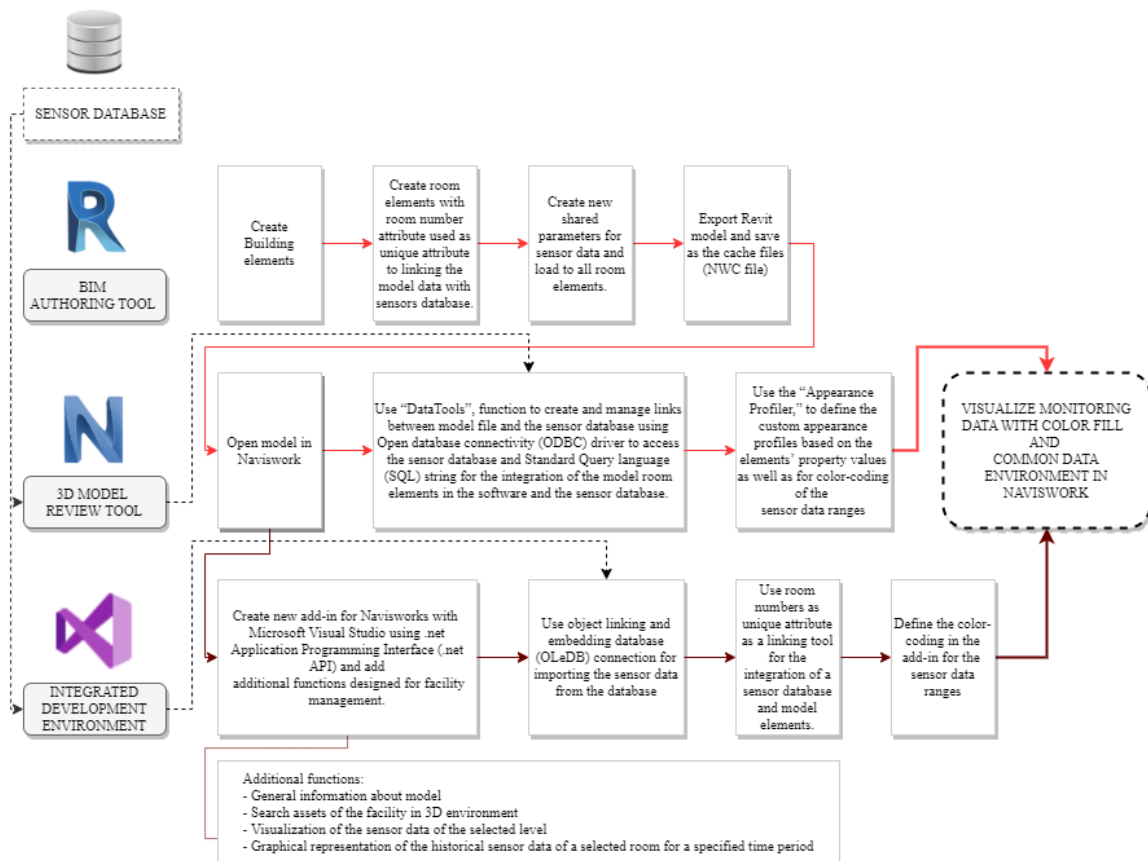 SENSOR DATABASE
BIM
AUTHORING TOOL
Create
Building
elements
Create room
elements with
room number
attribute used as
unique attribute
to linking the
model data with
sensors database.
Create new
shared
parameters for
sensor data and
load to all room
elements.
Export Revit
model and save
as the cache files
(NWC file)
3D MODEL
REVIEW TOOL
Open model in
Naviswork
Use “DataTools”, function to create and manage links
between model file and the sensor database using
Open database connectivity (ODBC) driver to access
the sensor database and Standard Query language
(SQL) string for the integration of the model room
elements in the software and the sensor database.
Use the “Appearance
Profiler,” to define the
custom appearance
profiles based on the
elements’ property values
as well as for color-coding
of the
sensor data ranges
VISUALIZE MONITORING
DATA WITH COLOR FILL
AND
COMMON DATA
ENVIRONMENT IN
NAVISWORK
INTEGRATED
DEVELOPMENT
ENVIRONMENT
Create new add-in for Navisworks with
Microsoft Visual Studio using .net
Application Programming Interface (.net
API) and add
additional functions designed for facility
management.
Use object linking and
embedding database
(OLeDB) connection for
importing the sensor data
from the database
Use room
numbers as
unique attribute
as a linking tool
for the
integration of a
sensor database
and model
elements.
Define the color-
coding in the
add-in for the
sensor data
ranges
Additional functions:
- General information about model
- Search assets of the facility in 3D environment
- Visualization of the sensor data of the selected level
- Graphical representation of the historical sensor data of a selected room for a specified time period